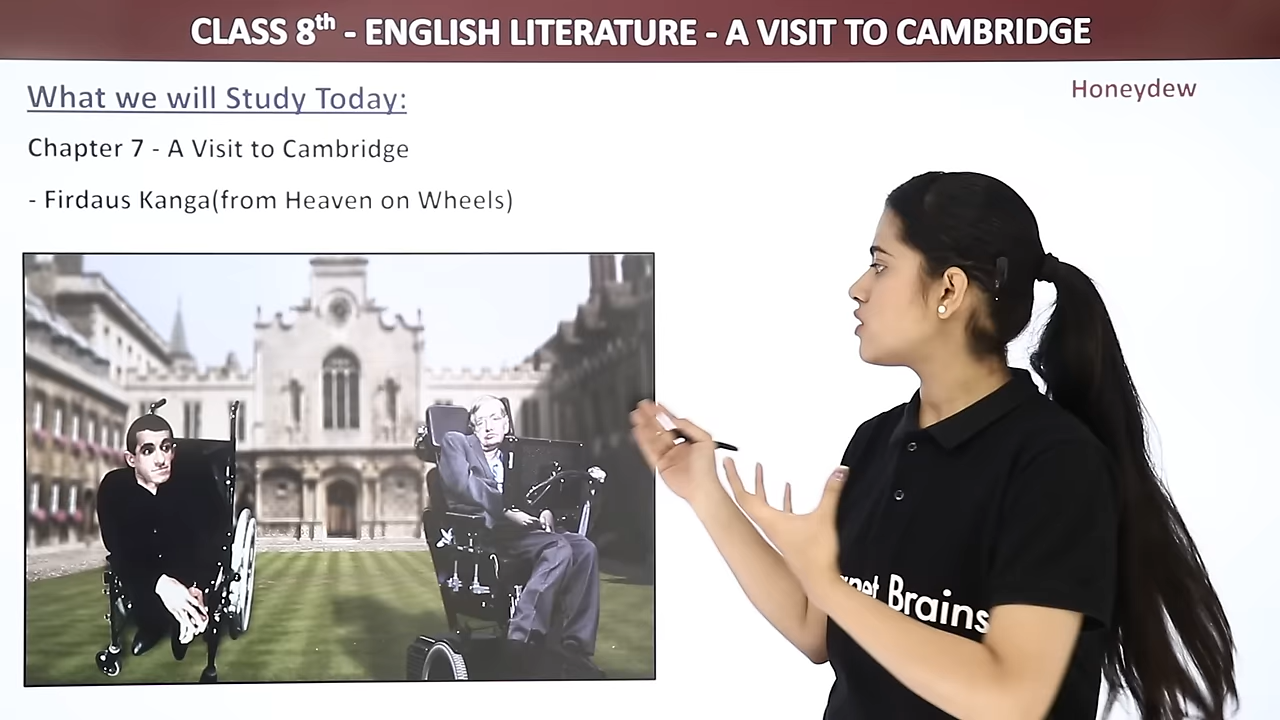 CLASS 8th - ENGLISH LITERATURE - A VISIT TO CAMBRIDGE
What we will Study Today:
Honeydew
Chapter 7 - A Visit to Cambridge
- Firdaus Kanga(from Heaven on Wheels)
Brains